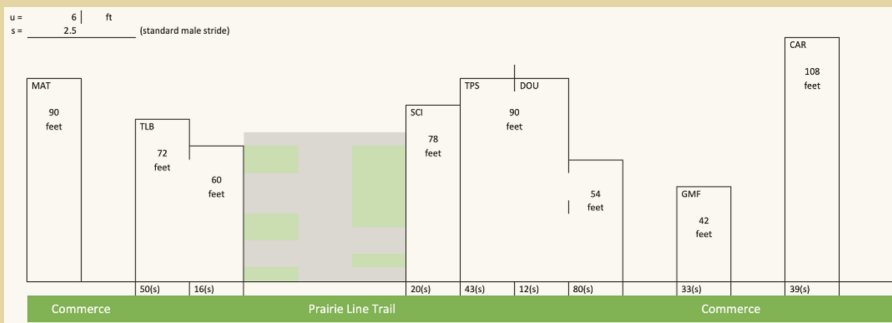 u = 6 ft
s = 2.5 (standard male stride)
CAR
108
feet
MAT
90
feet
TPS DOU
90
feet
SCI
78
feet
TLB
72
feet
60
feet
54
feet
GMF
42
feet
50(s) 16(s) 20(s) 43(s) 12(s) 80(s) 33(s) 39(s)
Commerce Prairie Line Trail Commerce